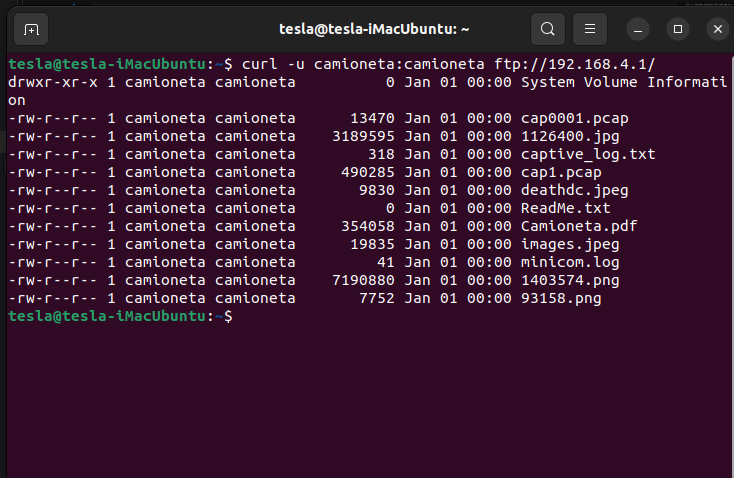 tesla@tesla-iMacUbuntu: ~
tesla@tesla-iMacUbuntu:~$ curl -u camioneta:camioneta ftp://192.168.4.1/
drwxr-xr-x 1 camioneta camioneta          0 Jan 01 00:00 System Volume Informati
on
-rw-r--r-- 1 camioneta camioneta      13470 Jan 01 00:00 cap0001.pcap
-rw-r--r-- 1 camioneta camioneta    3189595 Jan 01 00:00 1126400.jpg
-rw-r--r-- 1 camioneta camioneta        318 Jan 01 00:00 captive_log.txt
-rw-r--r-- 1 camioneta camioneta     490285 Jan 01 00:00 cap1.pcap
-rw-r--r-- 1 camioneta camioneta       9830 Jan 01 00:00 deathdc.jpeg
-rw-r--r-- 1 camioneta camioneta          0 Jan 01 00:00 ReadMe.txt
-rw-r--r-- 1 camioneta camioneta     354058 Jan 01 00:00 Camioneta.pdf
-rw-r--r-- 1 camioneta camioneta      19835 Jan 01 00:00 images.jpeg
-rw-r--r-- 1 camioneta camioneta         41 Jan 01 00:00 minicom.log
-rw-r--r-- 1 camioneta camioneta    7190880 Jan 01 00:00 1403574.png
-rw-r--r-- 1 camioneta camioneta       7752 Jan 01 00:00 93158.png
tesla@tesla-iMacUbuntu:~$